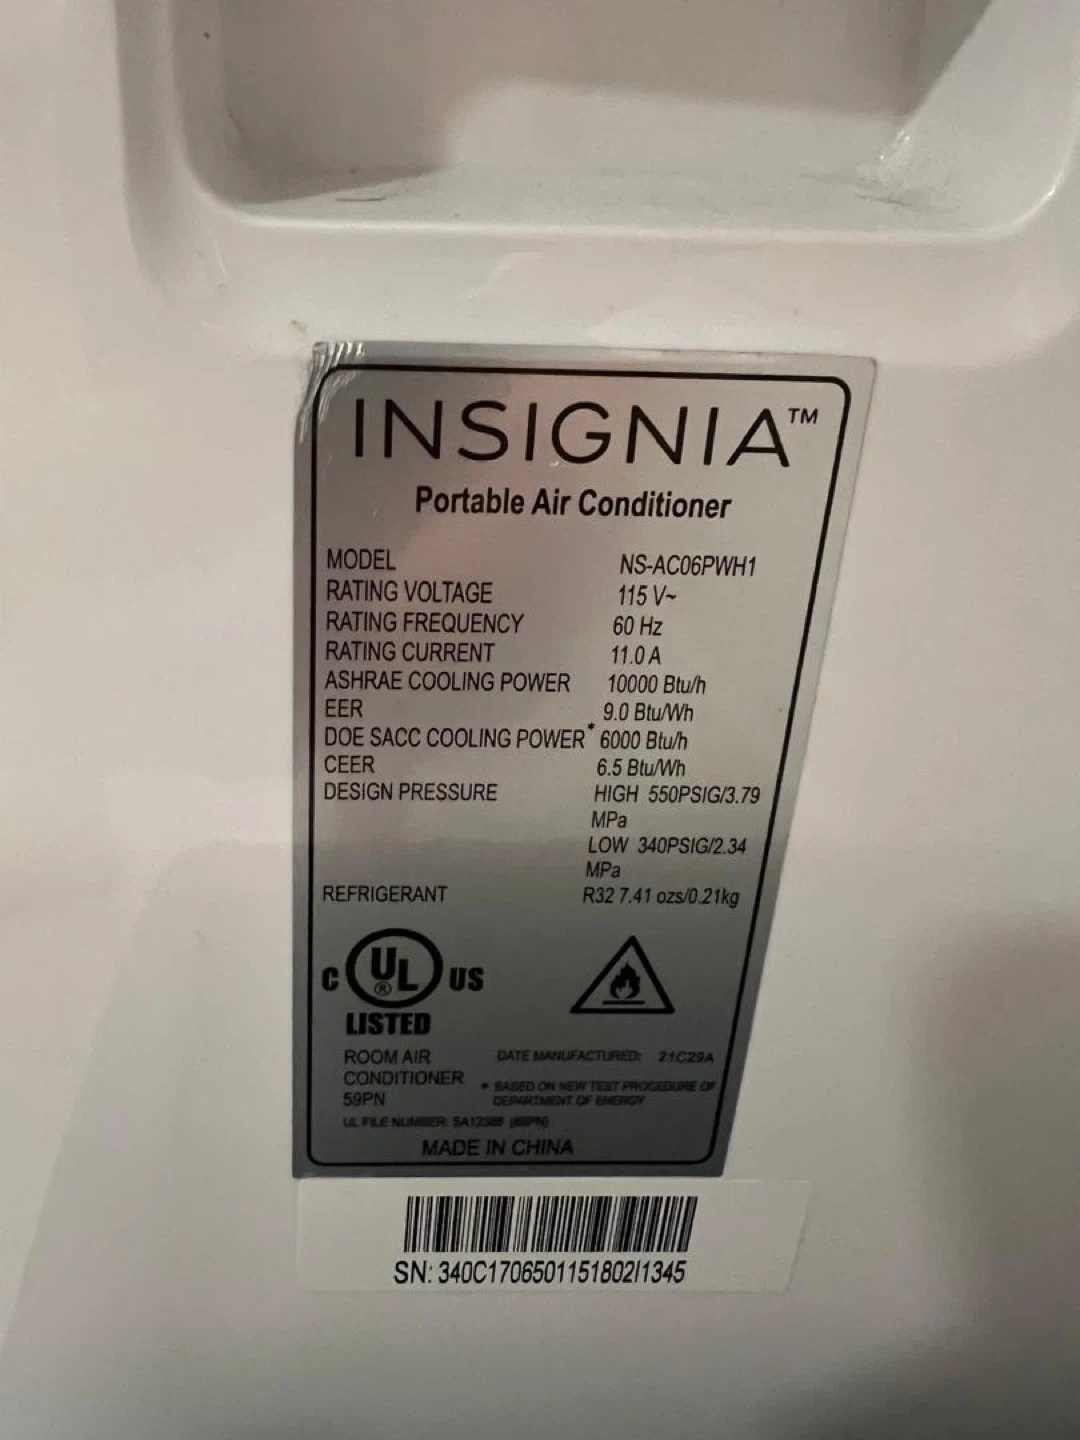 INSIGNIA™
Portable Air Conditioner
MODEL NS-AC06PWH1
RATING VOLTAGE 115 V~
RATING FREQUENCY 60 Hz
RATING CURRENT 11.0 A
ASHRAE COOLING POWER 10000 Btu/h
EER 9.0 Btu/Wh
DOE SACC COOLING POWER* 6000 Btu/h
CEER 6.5 Btu/Wh
DESIGN PRESSURE HIGH 550PSIG/3.79
MPa
LOW 340PSIG/2.34
MPa
REFRIGERANT R32 7.41 ozs/0.21kg
C UL® US
LISTED
ROOM AIR
CONDITIONER
59PN
DATE MANUFACTURED: 21C29A
* BASED ON NEW TEST PROCEDURE OF
DEPARTMENT OF ENERGY
UL FILE NUMBER:
MADE IN CHINA
SN: 340C1706501151802I1345